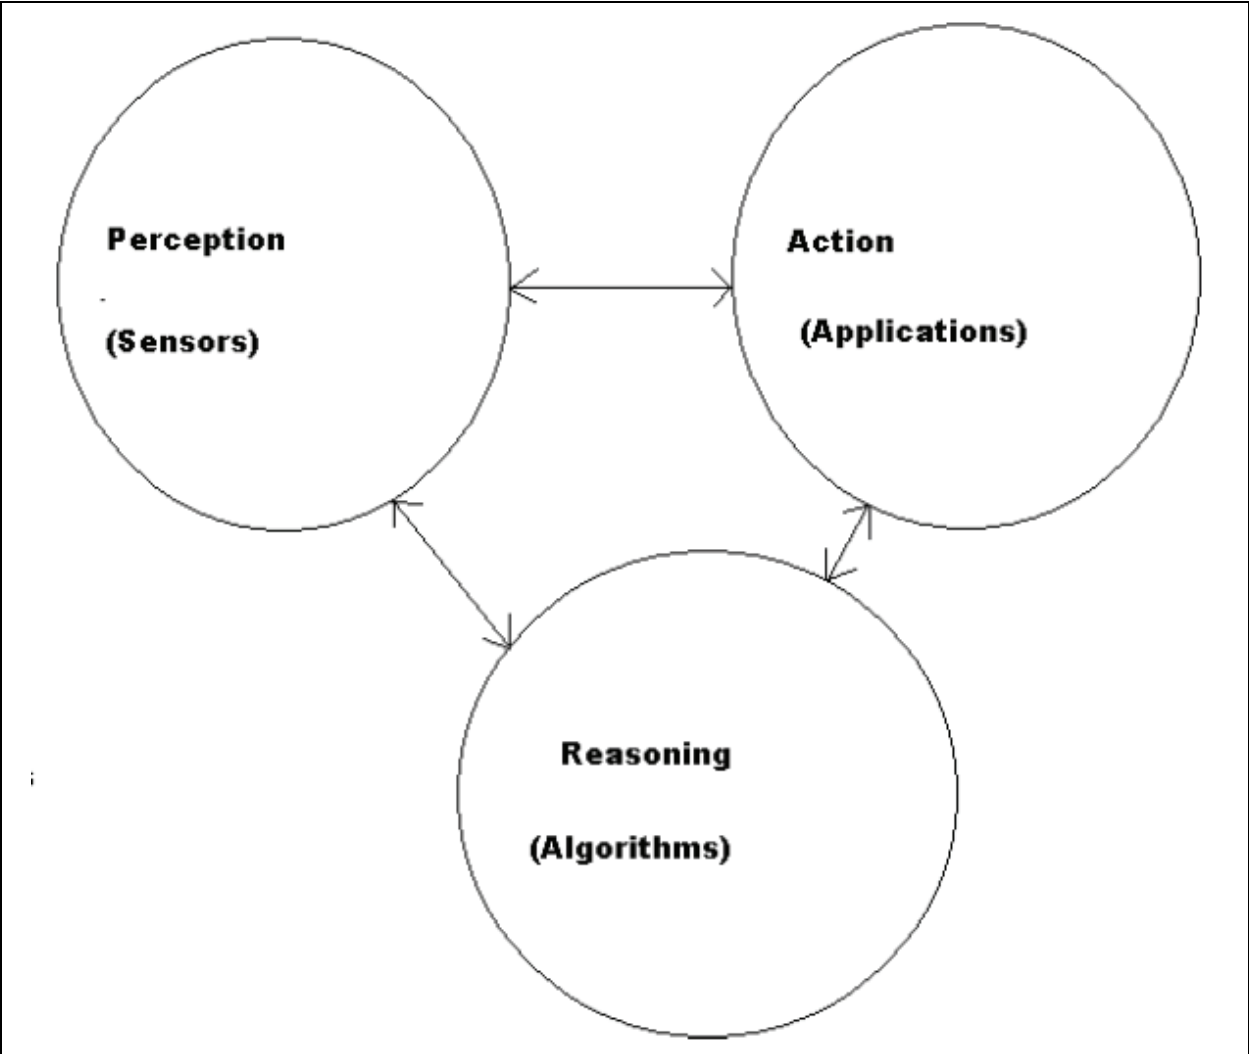 Perception
(Sensors)
Action
(Applications)
Reasoning
(Algorithms)